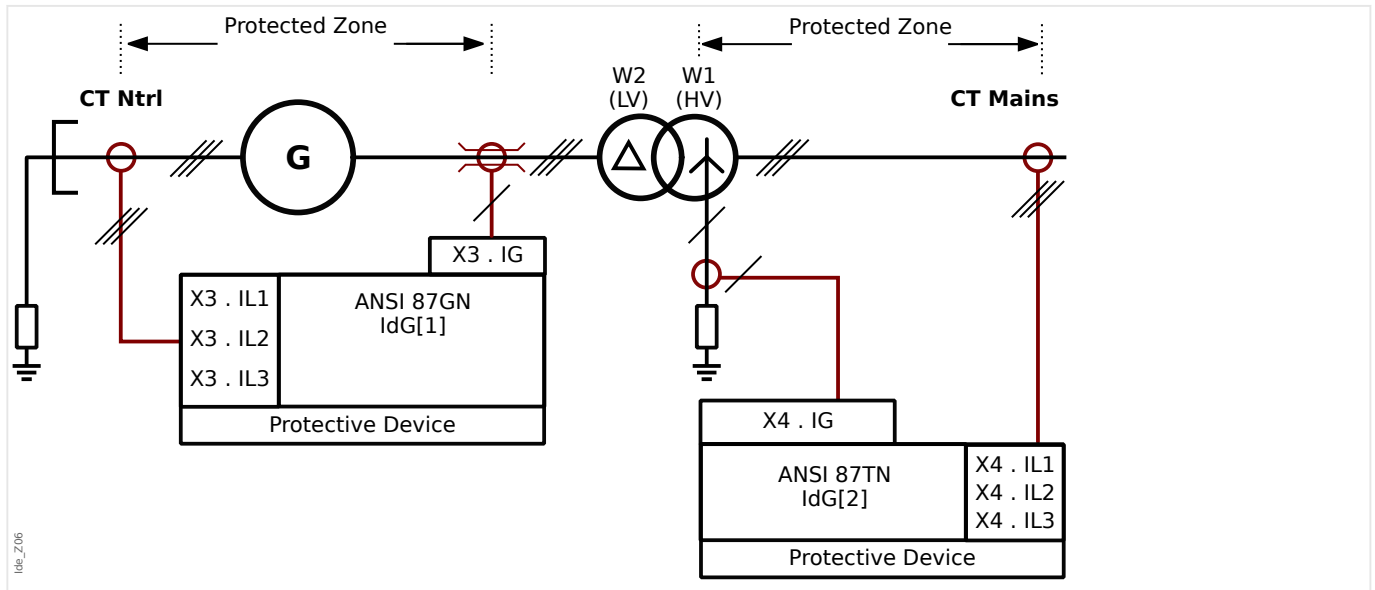 Protected Zone
Protected Zone
W2
(LV)
W1
(HV)
CT Ntrl
CT Mains
G
X3 . IG
X3 . IL1
X3 . IL2
X3 . IL3
ANSI 87GN
IdG[1]
Protective Device
X4 . IG
ANSI 87TN
IdG[2]
X4 . IL1
X4 . IL2
X4 . IL3
Protective Device
Ide_Z06